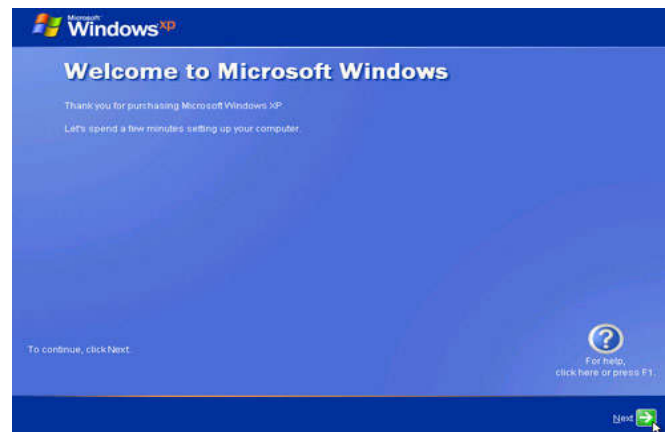 Microsoft
Windows xp
Welcome to Microsoft Windows
Thank you for purchasing Microsoft Windows XP.
Let's spend a few minutes setting up your computer.
To continue, click Next.
?
For help,
click here or press F1.
Next